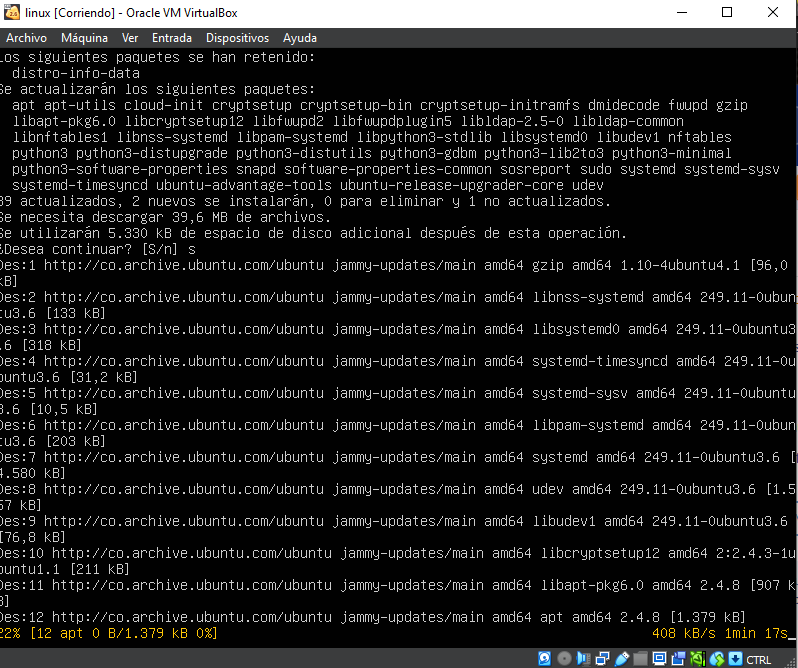 linux [Corriendo] - Oracle VM VirtualBox
Archivo Máquina Ver Entrada Dispositivos Ayuda
Los siguientes paquetes se han retenido:
distro-info-data
Se actualizarán los siguientes paquetes:
apt apt-utils cloud-init cryptsetup cryptsetup-bin cryptsetup-initramfs dmidecode fwupd gzip
libapt-pkg6.0 libcryptsetup12 libfwupd2 libfwupdplugin5 libldap-2.5-0 libldap-common
libnftables1 libnss-systemd libpam-systemd libpython3-stdlib libsystemd0 libudev1 nftables
python3 python3-distupgrade python3-distutils python3-gdbm python3-lib2to3 python3-minimal
python3-software-properties snapd software-properties-common sosreport sudo systemd systemd-sysv
systemd-timesyncd ubuntu-advantage-tools ubuntu-release-upgrader-core udev
39 actualizados, 2 nuevos se instalarán, 0 para eliminar y 1 no actualizados.
Se necesita descargar 39,6 MB de archivos.
Se utilizarán 5.330 kB de espacio de disco adicional después de esta operación.
¿Desea continuar? [S/n] s
Des:1 http://co.archive.ubuntu.com/ubuntu jammy-updates/main amd64 gzip amd64 1.10-4ubuntu4.1 [96,0
kB]
Des:2 http://co.archive.ubuntu.com/ubuntu jammy-updates/main amd64 libnss-systemd amd64 249.11-0ubun
tu3.6 [133 kB]
Des:3 http://co.archive.ubuntu.com/ubuntu jammy-updates/main amd64 libsystemd0 amd64 249.11-0ubuntu3
.6 [318 kB]
Des:4 http://co.archive.ubuntu.com/ubuntu jammy-updates/main amd64 systemd-timesyncd amd64 249.11-0u
buntu3.6 [31,2 kB]
Des:5 http://co.archive.ubuntu.com/ubuntu jammy-updates/main amd64 systemd-sysv amd64 249.11-0ubuntu
3.6 [10,5 kB]
Des:6 http://co.archive.ubuntu.com/ubuntu jammy-updates/main amd64 libpam-systemd amd64 249.11-0ubun
tu3.6 [203 kB]
Des:7 http://co.archive.ubuntu.com/ubuntu jammy-updates/main amd64 systemd amd64 249.11-0ubuntu3.6 [
4.580 kB]
Des:8 http://co.archive.ubuntu.com/ubuntu jammy-updates/main amd64 udev amd64 249.11-0ubuntu3.6 [1.5
57 kB]
Des:9 http://co.archive.ubuntu.com/ubuntu jammy-updates/main amd64 libudev1 amd64 249.11-0ubuntu3.6
[76,8 kB]
Des:10 http://co.archive.ubuntu.com/ubuntu jammy-updates/main amd64 libcryptsetup12 amd64 2:2.4.3-1u
buntu1.1 [211 kB]
Des:11 http://co.archive.ubuntu.com/ubuntu jammy-updates/main amd64 libapt-pkg6.0 amd64 2.4.8 [907 k
B]
Des:12 http://co.archive.ubuntu.com/ubuntu jammy-updates/main amd64 apt amd64 2.4.8 [1.379 kB]
22% [12 apt 0 B/1.379 kB 0%] 408 kB/s 1min 17s_
CTRL